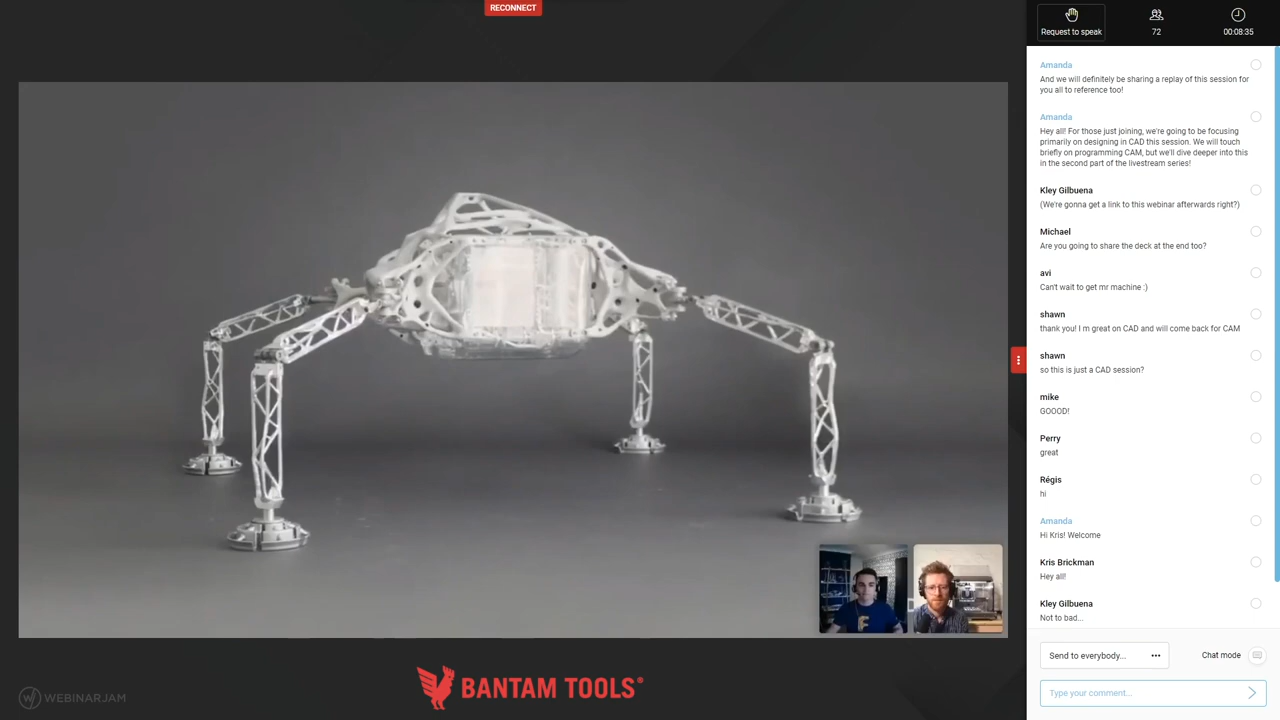 RECONNECT
Request to speak
72
00:08:35
Amanda
And we will definitely be sharing a replay of this session for
you all to reference too!
Amanda
Hey all! For those just joining, we're going to be focusing
primarily on designing in CAD this session. We will touch
briefly on programming CAM, but we'll dive deeper into this
in the second part of the livestream series!
Kley Gilbuena
(We're gonna get a link to this webinar afterwards right?)
Michael
Are you going to share the deck at the end too?
avi
Can't wait to get mr machine :)
shawn
thank you! I m great on CAD and will come back for CAM
shawn
so this is just a CAD session?
mike
GOOOD!
Perry
great
Régis
hi
Amanda
Hi Kris! Welcome
Kris Brickman
Hey all!
Kley Gilbuena
Not to bad...
Send to everybody...
Chat mode
Type your comment...
BANTAM TOOLS®
WEBINARJAM